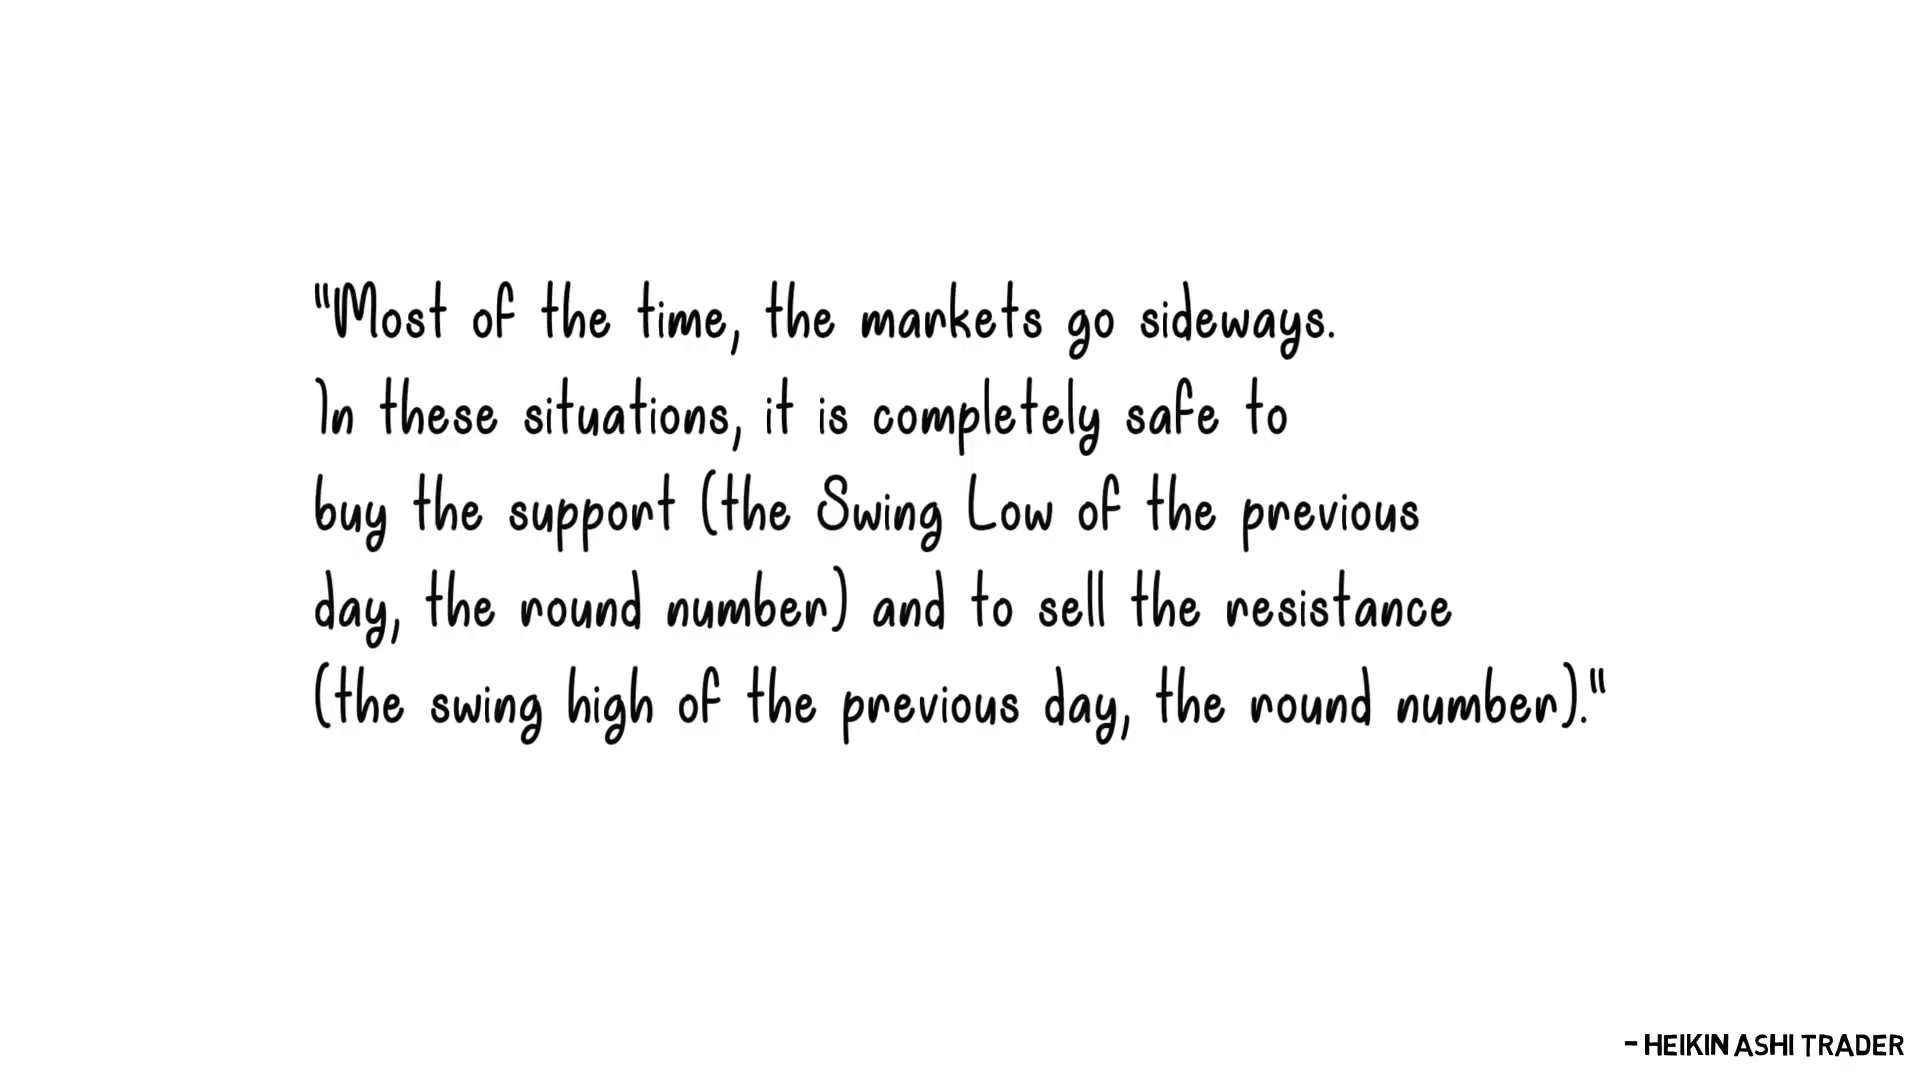 "Most of the time, the markets go sideways.
In these situations, it is completely safe to
buy the support (the Swing Low of the previous
day, the round number) and to sell the resistance
(the swing high of the previous day, the round number)."
- HEIKIN ASHI TRADER